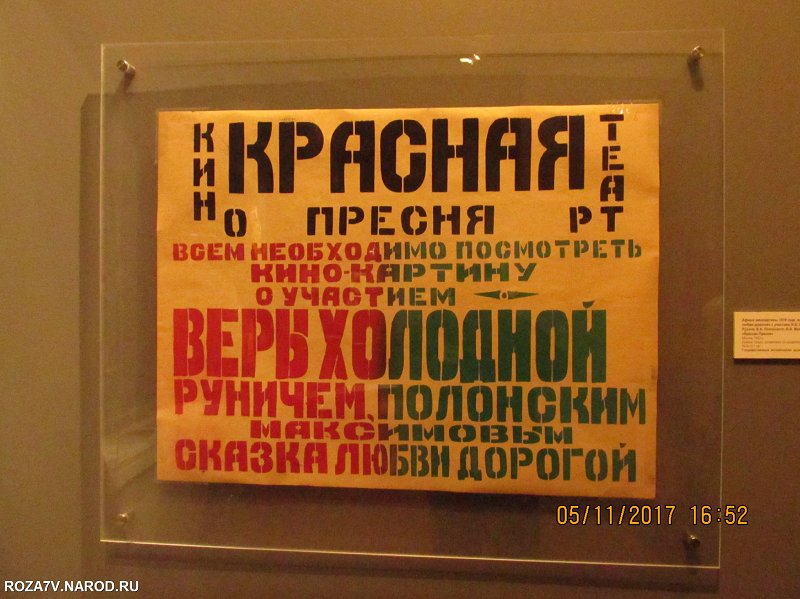 КИНО
КРАСНАЯ
ТЕАТР
ПРЕСНЯ
ВСЕМ НЕОБХОДИМО ПОСМОТРЕТЬ
КИНО-КАРТИНУ
О УЧАСТИЕМ
ВЕРЫ ХОЛОДНОЙ
РУНИЧЕМ, ПОЛОНСКИМ
МАКСИМОВЫМ
СКАЗКА ЛЮБВИ ДОРОГОЙ
05/11/2017 16:52
ROZA7V.NAROD.RU